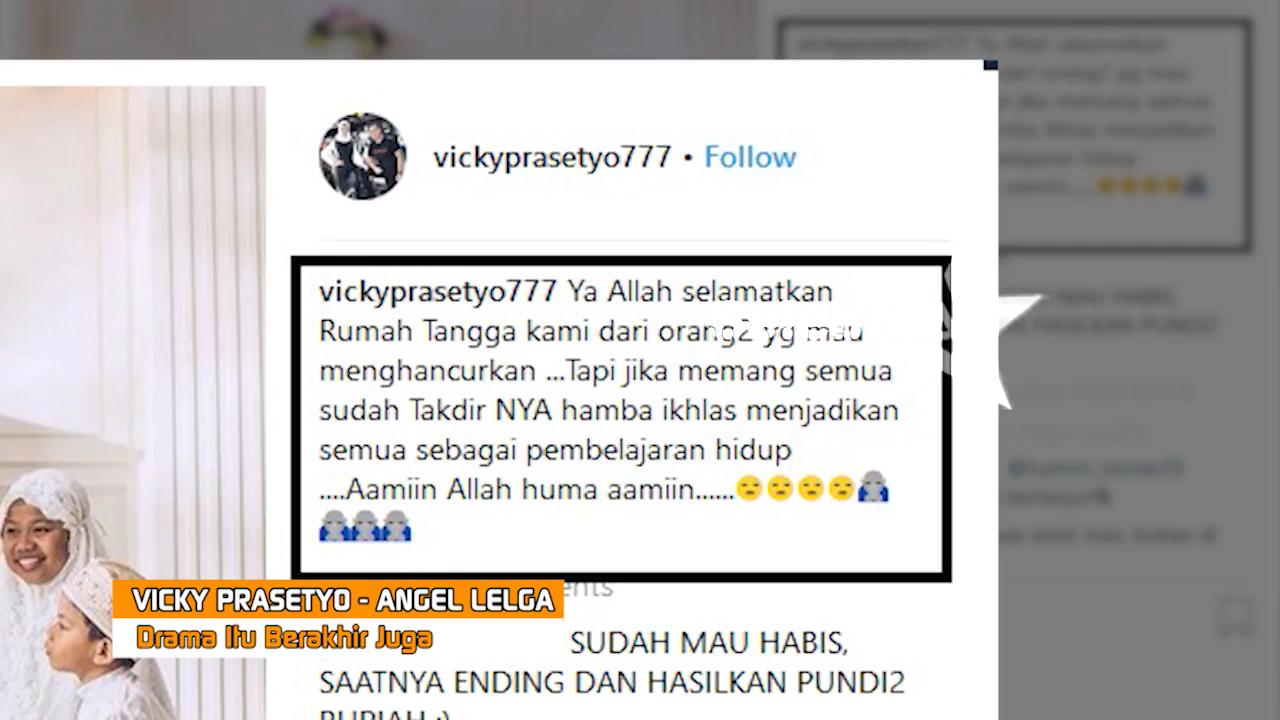 vickyprasetyo777 • Follow
vickyprasetyo777 Ya Allah selamatkan
Rumah Tangga kami dari orang2 yg mau
menghancurkan ...Tapi jika memang semua
sudah Takdir NYA hamba ikhlas menjadikan
semua sebagai pembelajaran hidup
....Aamiin Allah huma aamiin......😒😒😒😒
VICKY PRASETYO - ANGEL LELGA
Drama Itu Berakhir Juga
SUDAH MAU HABIS,
SAATNYA ENDING DAN HASILKAN PUNDI2
RUPIAH :)